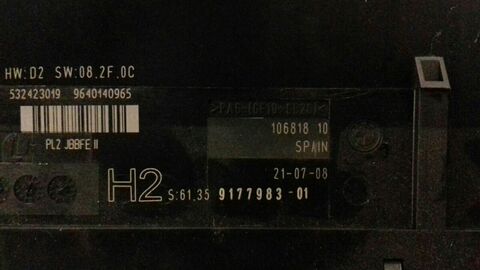 HW:D2 SW:08.2F.0C
532423019 9640140965
PL2 JBBFE II
106818 10
SPAIN
21-07-08
H2 S:61.35 9177983-01